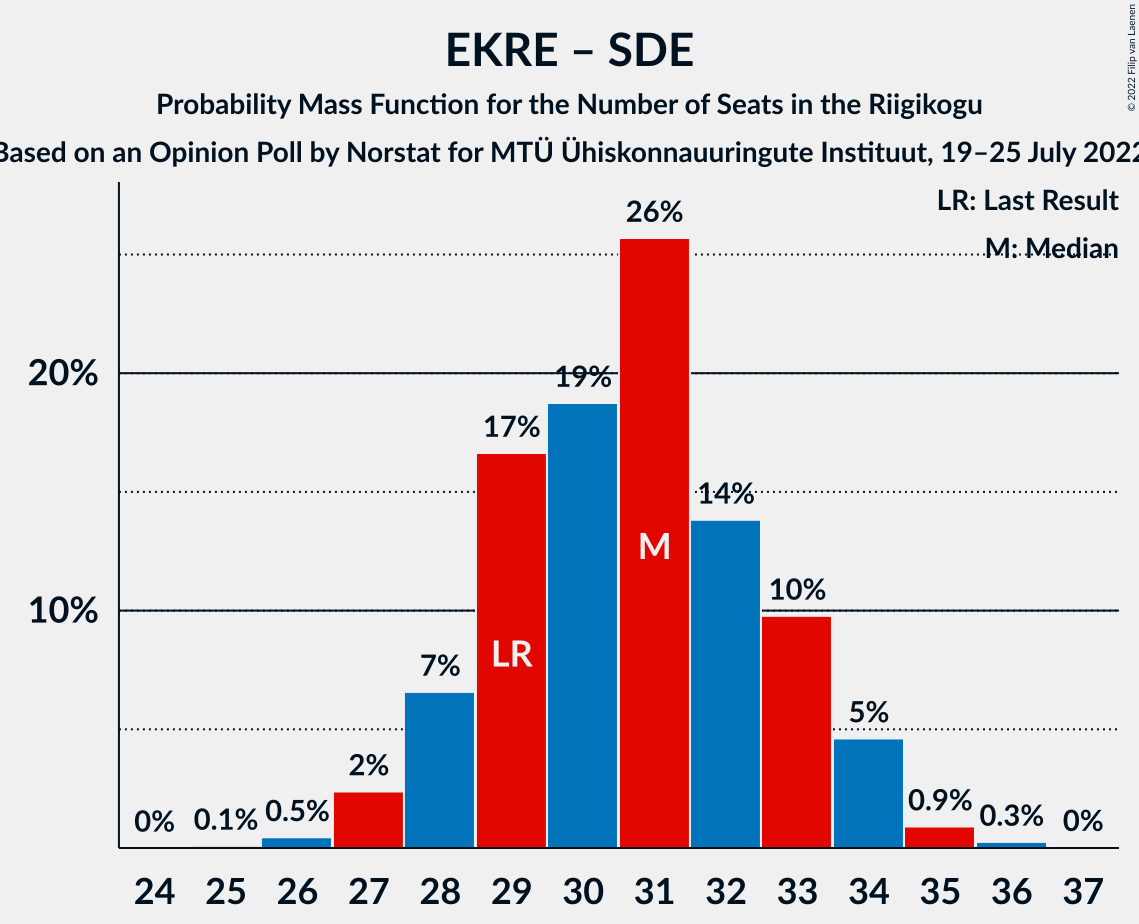 EKRE – SDE
Probability Mass Function for the Number of Seats in the Riigikogu
Based on an Opinion Poll by Norstat for MTÜ Ühiskonnauuringute Instituut, 19–25 July 2022
© 2022 Filip van Laenen
LR: Last Result
M: Median
26%
20%
19%
17%
14%
M
10%
10%
LR
7%
5%
2%
0% 0.1% 0.5% 0.9% 0.3% 0%
24 25 26 27 28 29 30 31 32 33 34 35 36 37